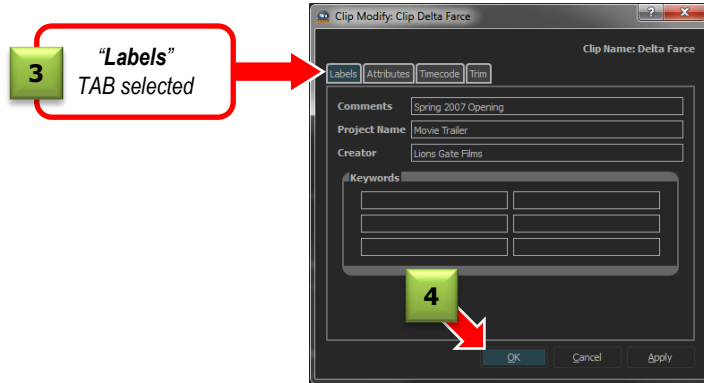 3
“Labels”
TAB selected
Clip Modify: Clip Delta Farce
Clip Name: Delta Farce
Labels Attributes Timecode Trim
Comments Spring 2007 Opening
Project Name Movie Trailer
Creator Lions Gate Films
Keywords
4
OK Cancel Apply